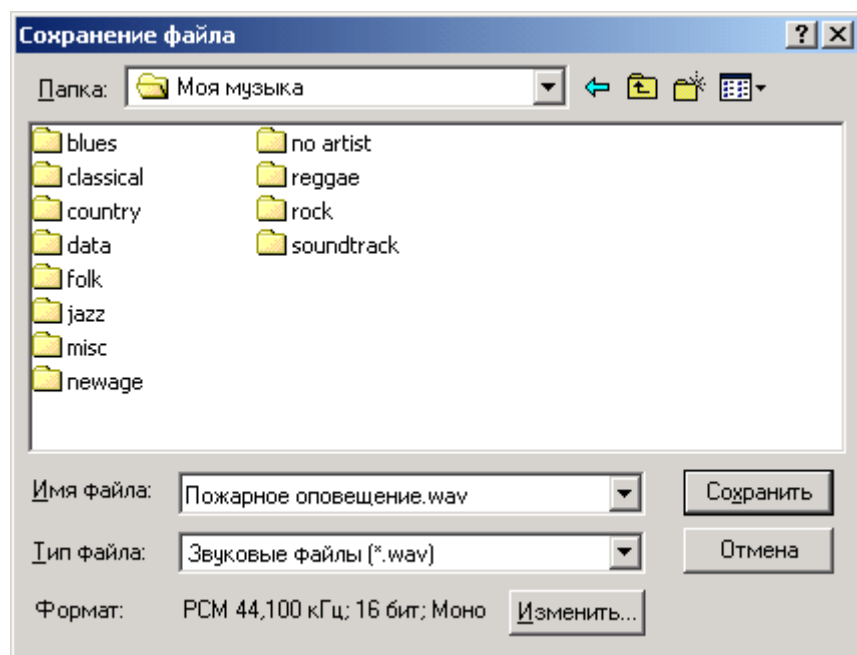 Сохранение файла
Папка: Моя музыка
blues no artist
classical reggae
country rock
data soundtrack
folk
jazz
misc
newage
Имя файла: Пожарное оповещение.wav Сохранить
Тип файла: Звуковые файлы (*.wav) Отмена
Формат: PCM 44,100 кГц; 16 бит; Моно Изменить...